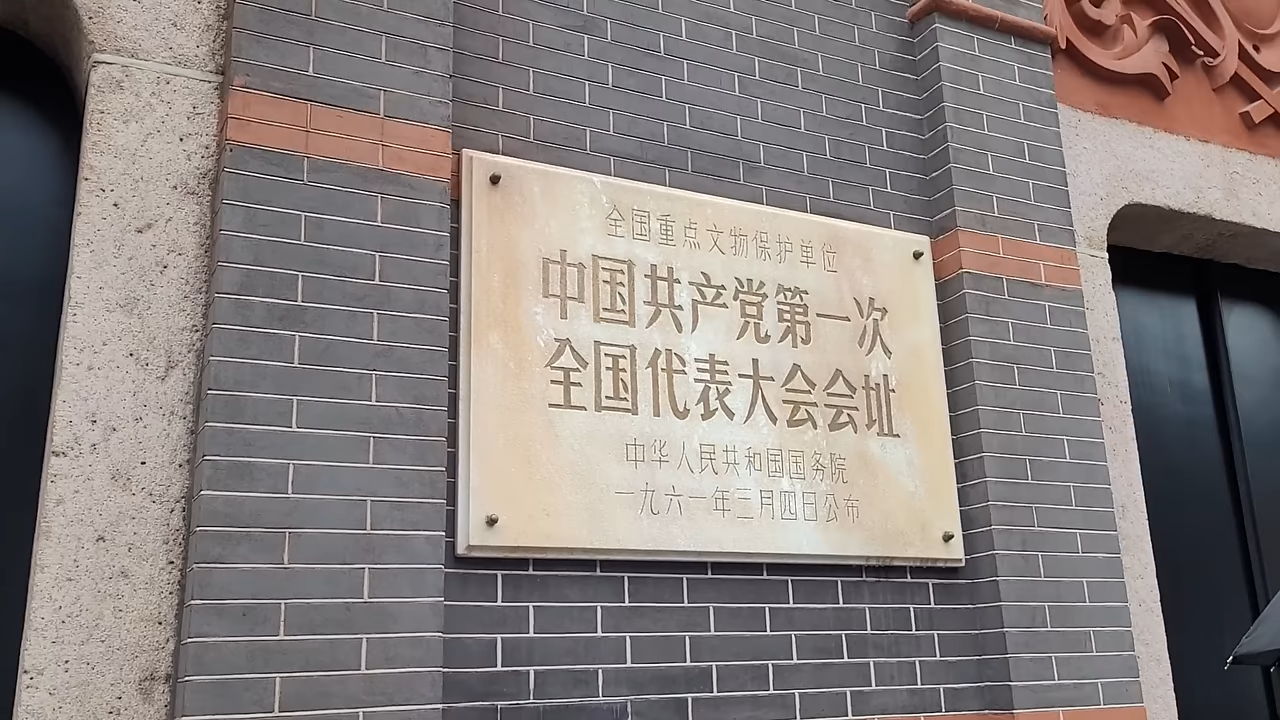 全国重点文物保护单位
中国共产党第一次
全国代表大会会址
中华人民共和国国务院
一九六一年三月四日公布